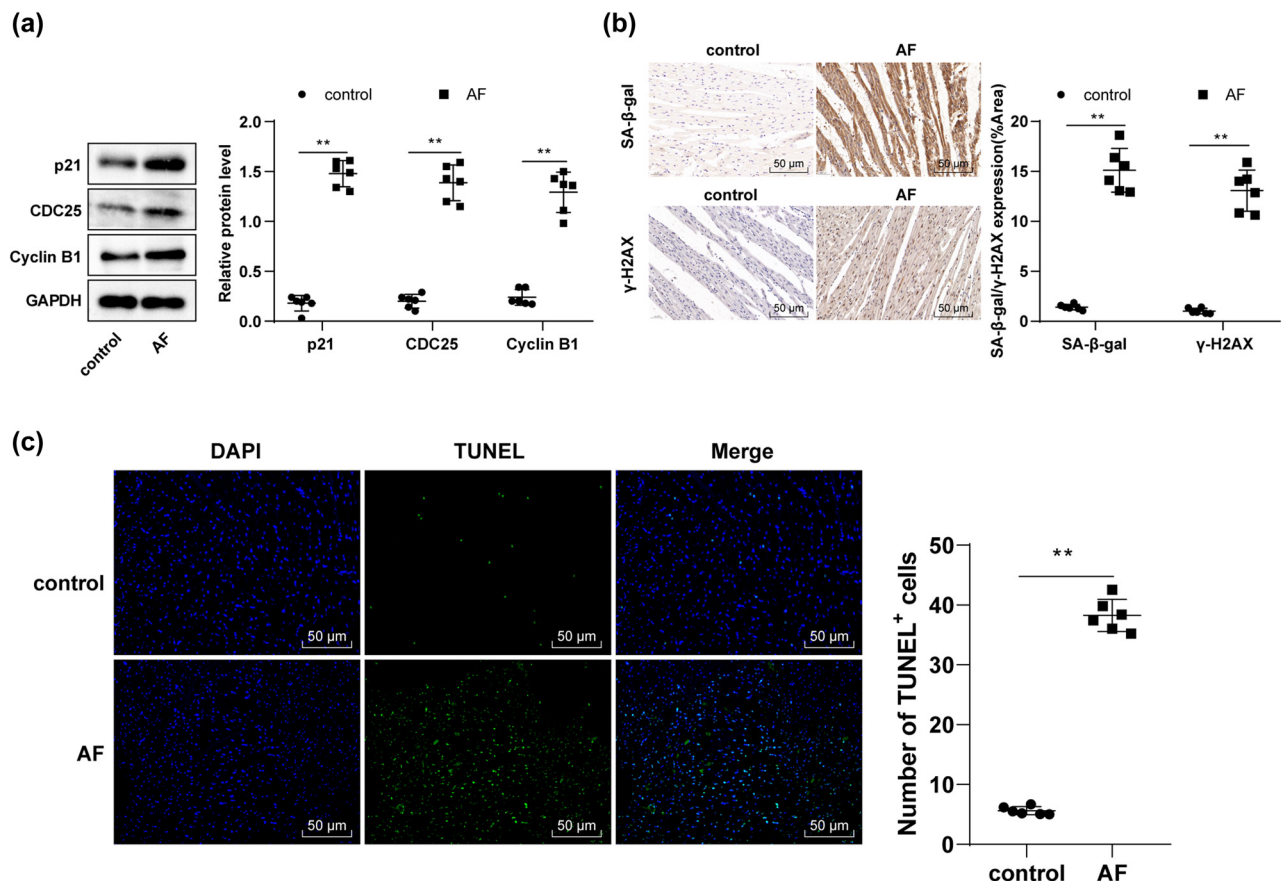 (a)
control AF
p21
CDC25
Cyclin B1
GAPDH
control AF
Relative protein level
2.0
1.5
1.0
0.5
0.0
** ** **
p21 CDC25 Cyclin B1
(b)
control AF
SA-β-gal
50 μm 50 μm
control AF
γ-H2AX
50 μm 50 μm
control AF
SA-β-gal/γ-H2AX expression(%Area)
20
15
10
5
0
** **
SA-β-gal γ-H2AX
(c)
DAPI TUNEL Merge
control
50 μm 50 μm 50 μm
AF
50 μm 50 μm 50 μm
Number of TUNEL+ cells
50
40
30
20
10
0
**
control AF